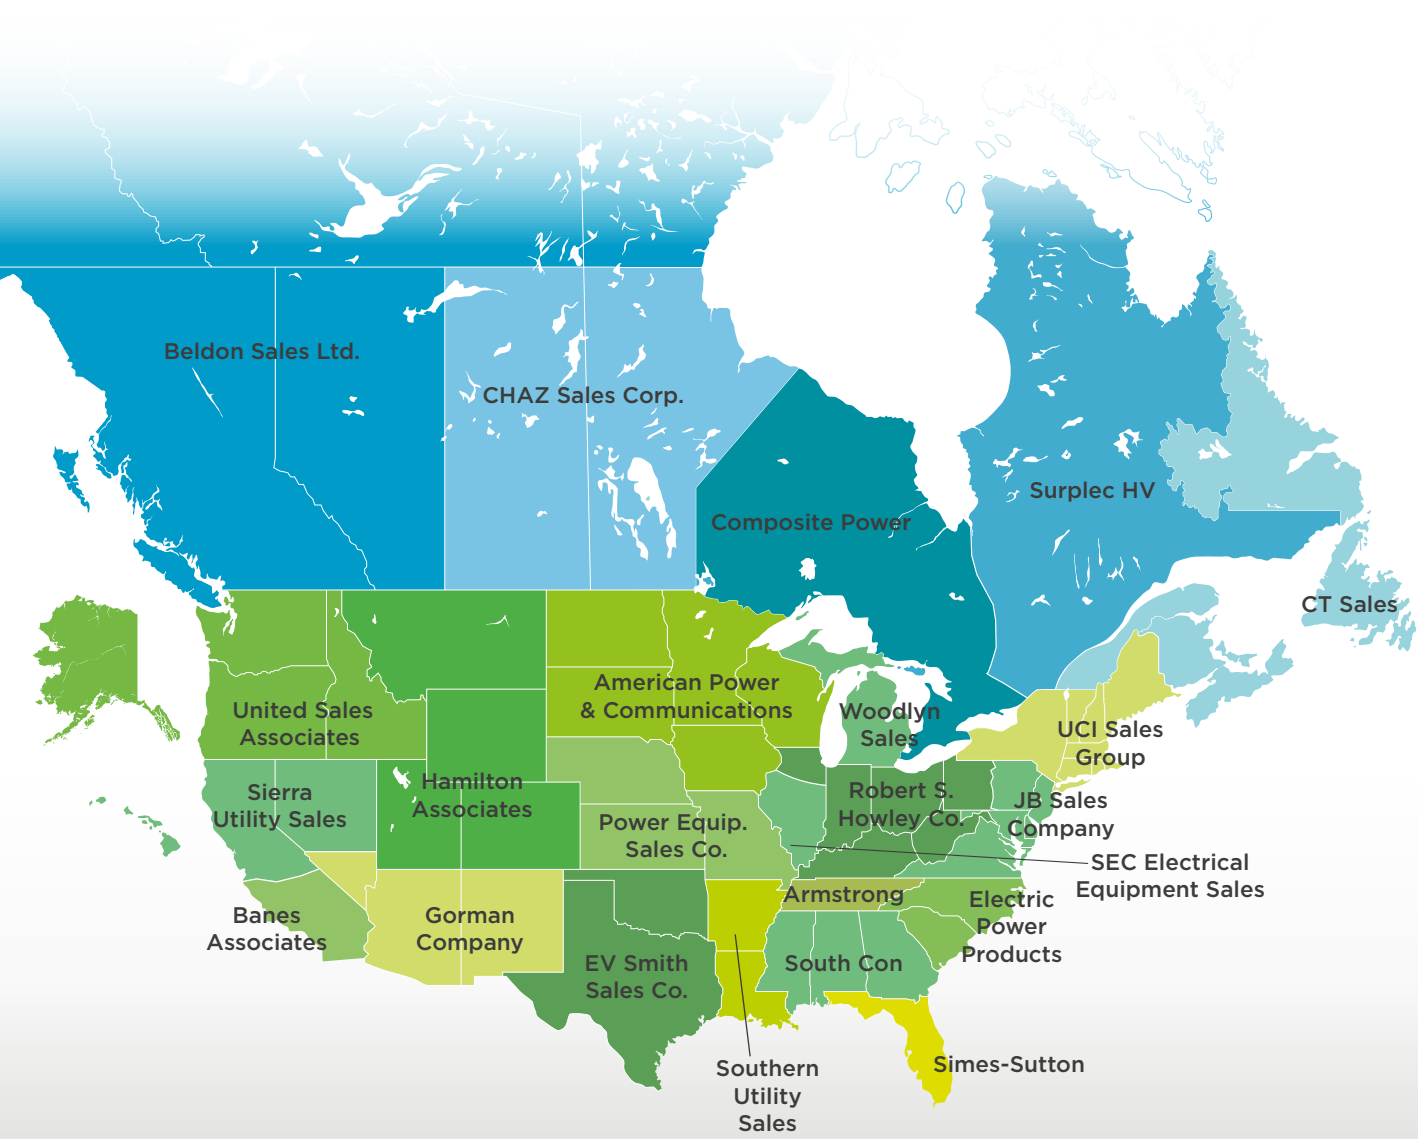 Beldon Sales Ltd.
CHAZ Sales Corp.
Surplec HV
Composite Power
CT Sales
American Power
& Communications
United Sales
Associates
Woodlyn
Sales
UCI Sales
Group
Hamilton
Associates
Sierra
Utility Sales
Robert S.
Howley Co.
JB Sales
Company
Power Equip.
Sales Co.
SEC Electrical
Equipment Sales
Armstrong
Electric
Power
Products
Banes
Associates
Gorman
Company
EV Smith
Sales Co.
South Con
Simes-Sutton
Southern
Utility
Sales